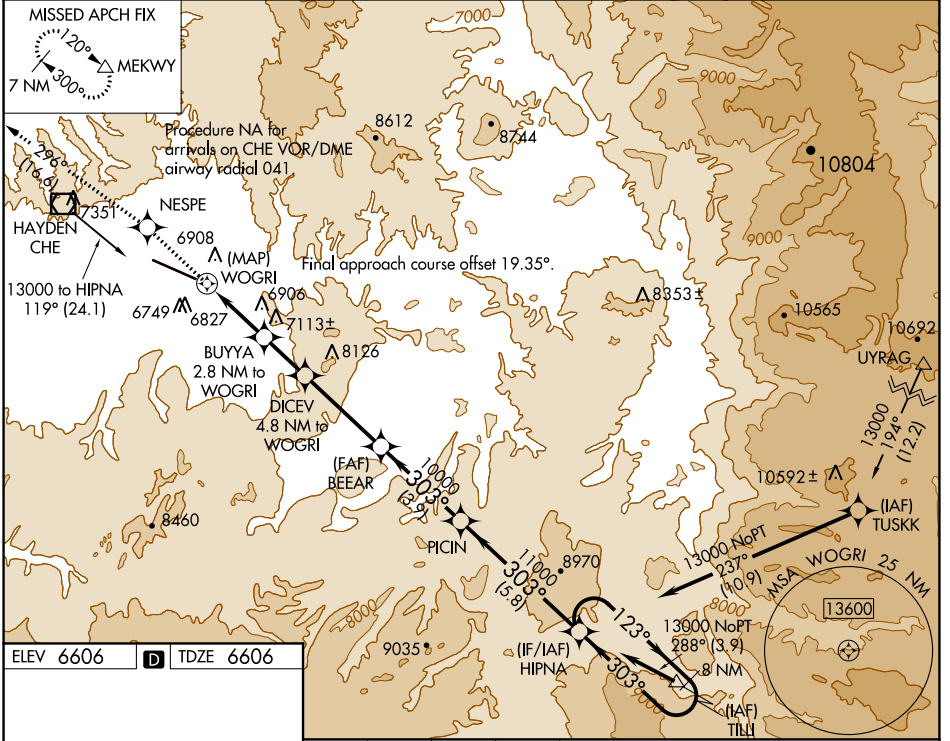 MISSED APCH FIX
120°
MEKWY
7 NM
300°
7000
9000
8612
8744
10804
Procedure NA for
arrivals on CHE VOR/DME
airway radial 041.
296°
(16.6)
7351
HAYDEN
CHE
NESPE
6908
(MAP)
WOGRI
9000
Final approach course offset 19.35°.
13000 to HIPNA
119° (24.1)
6749
6827
6906
7113±
8353±
10565
10692
UYRAG
BUYYA
2.8 NM to
WOGRI
8126
DICEV
4.8 NM to
WOGRI
13000
194°
(12.2)
(FAF)
BEEAR
10000
303°
(3.9)
10592±
(IAF)
TUSKK
8460
PICIN
13000 NoPT
237°
(10.9)
11000
303°
(5.8)
8970
MSA WOGRI 25 NM
13600
8000
8000
123°
13000 NoPT
288° (3.9)
8 NM
9035
(IF/IAF)
HIPNA
303°
9000
(IAF)
TILLI
ELEV 6606
D
TDZE 6606